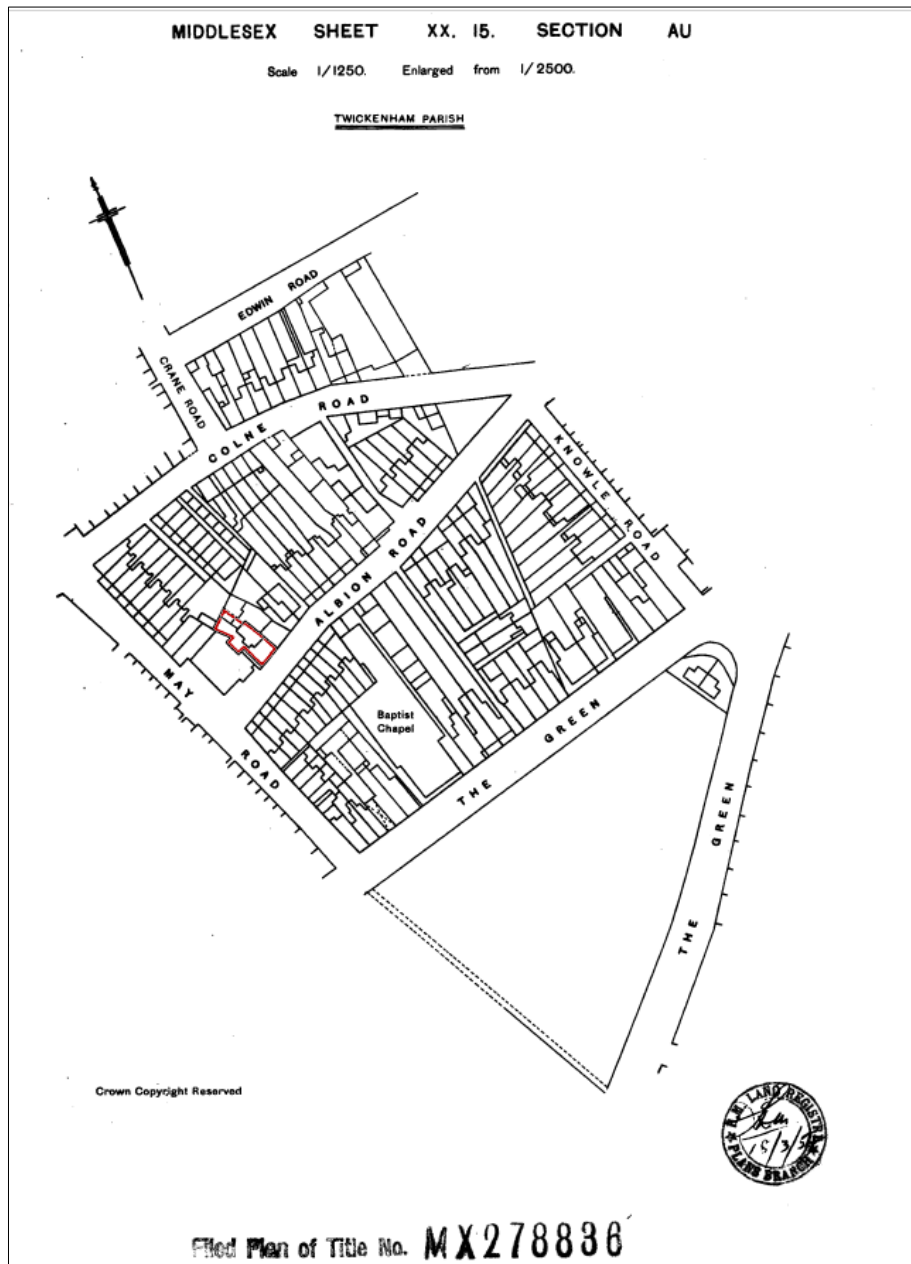 MIDDLESEX SHEET XX. 15. SECTION AU
Scale 1/1250. Enlarged from 1/2500.
TWICKENHAM PARISH
EDWIN ROAD
CRANE ROAD
COLNE ROAD
KNOWLE ROAD
ALBION ROAD
MAY ROAD
Baptist
Chapel
THE GREEN
THE GREEN
Crown Copyright Reserved
H.M. LAND REGISTRY
PLANS BRANCH
Filed Plan of Title No. MX278836